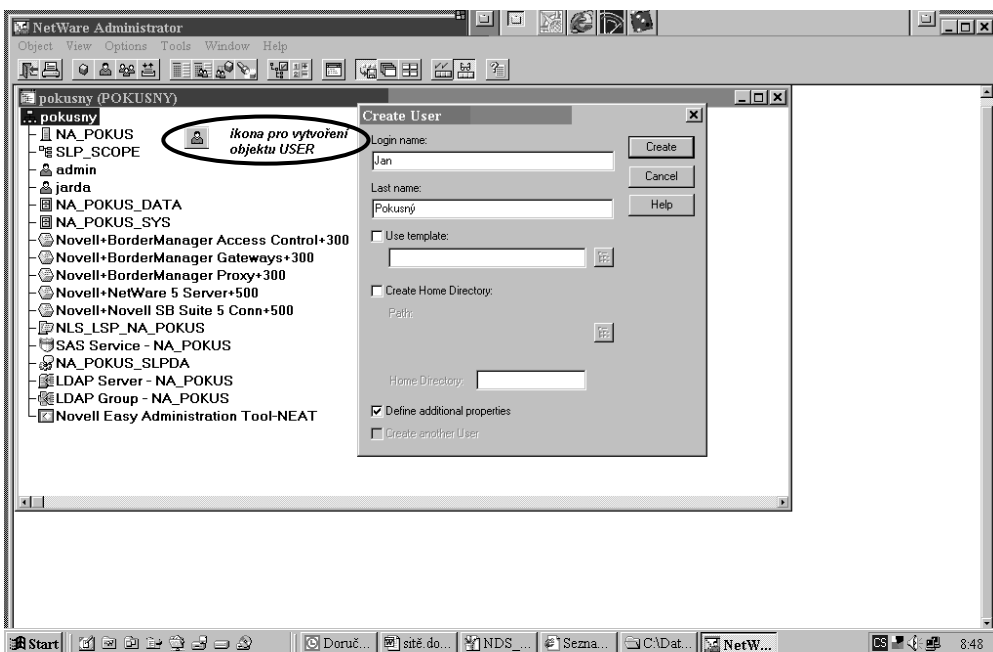 NetWare Administrator
Object View Options Tools Window Help
pokusny (POKUSNY)
pokusny
NA_POKUS
SLP_SCOPE
admin
jarda
NA_POKUS_DATA
NA_POKUS_SYS
Novell+BorderManager Access Control+300
Novell+BorderManager Gateways+300
Novell+BorderManager Proxy+300
Novell+NetWare 5 Server+500
Novell+Novell SB Suite 5 Conn+500
NLS_LSP_NA_POKUS
SAS Service - NA_POKUS
NA_POKUS_SLPDA
LDAP Server - NA_POKUS
LDAP Group - NA_POKUS
Novell Easy Administration Tool-NEAT
ikona pro vytvoření
objektu USER
Create User
Login name:
Jan
Last name:
Pokusný
Use template:
Create Home Directory:
Path:
Home Directory:
Define additional properties
Create another User
Create
Cancel
Help
Start Doruč... sítě.do... NDS_... Sezna... C:\Dat... NetW... CS 8:48